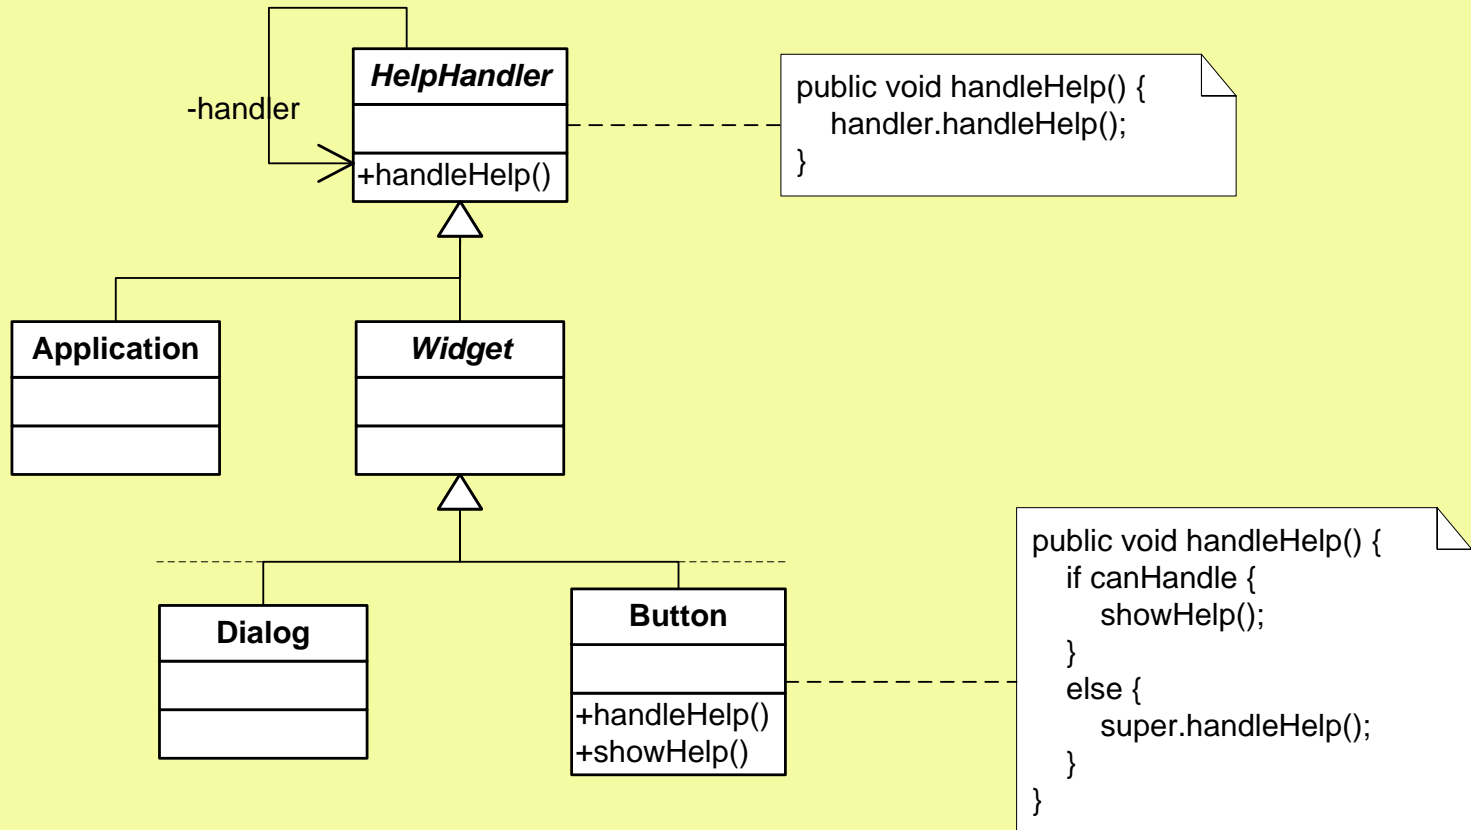 HelpHandler
-handler
+handleHelp()
public void handleHelp() {
handler.handleHelp();
}
Application
Widget
Dialog
Button
+handleHelp()
+showHelp()
public void handleHelp() {
if canHandle {
showHelp();
}
else {
super.handleHelp();
}
}